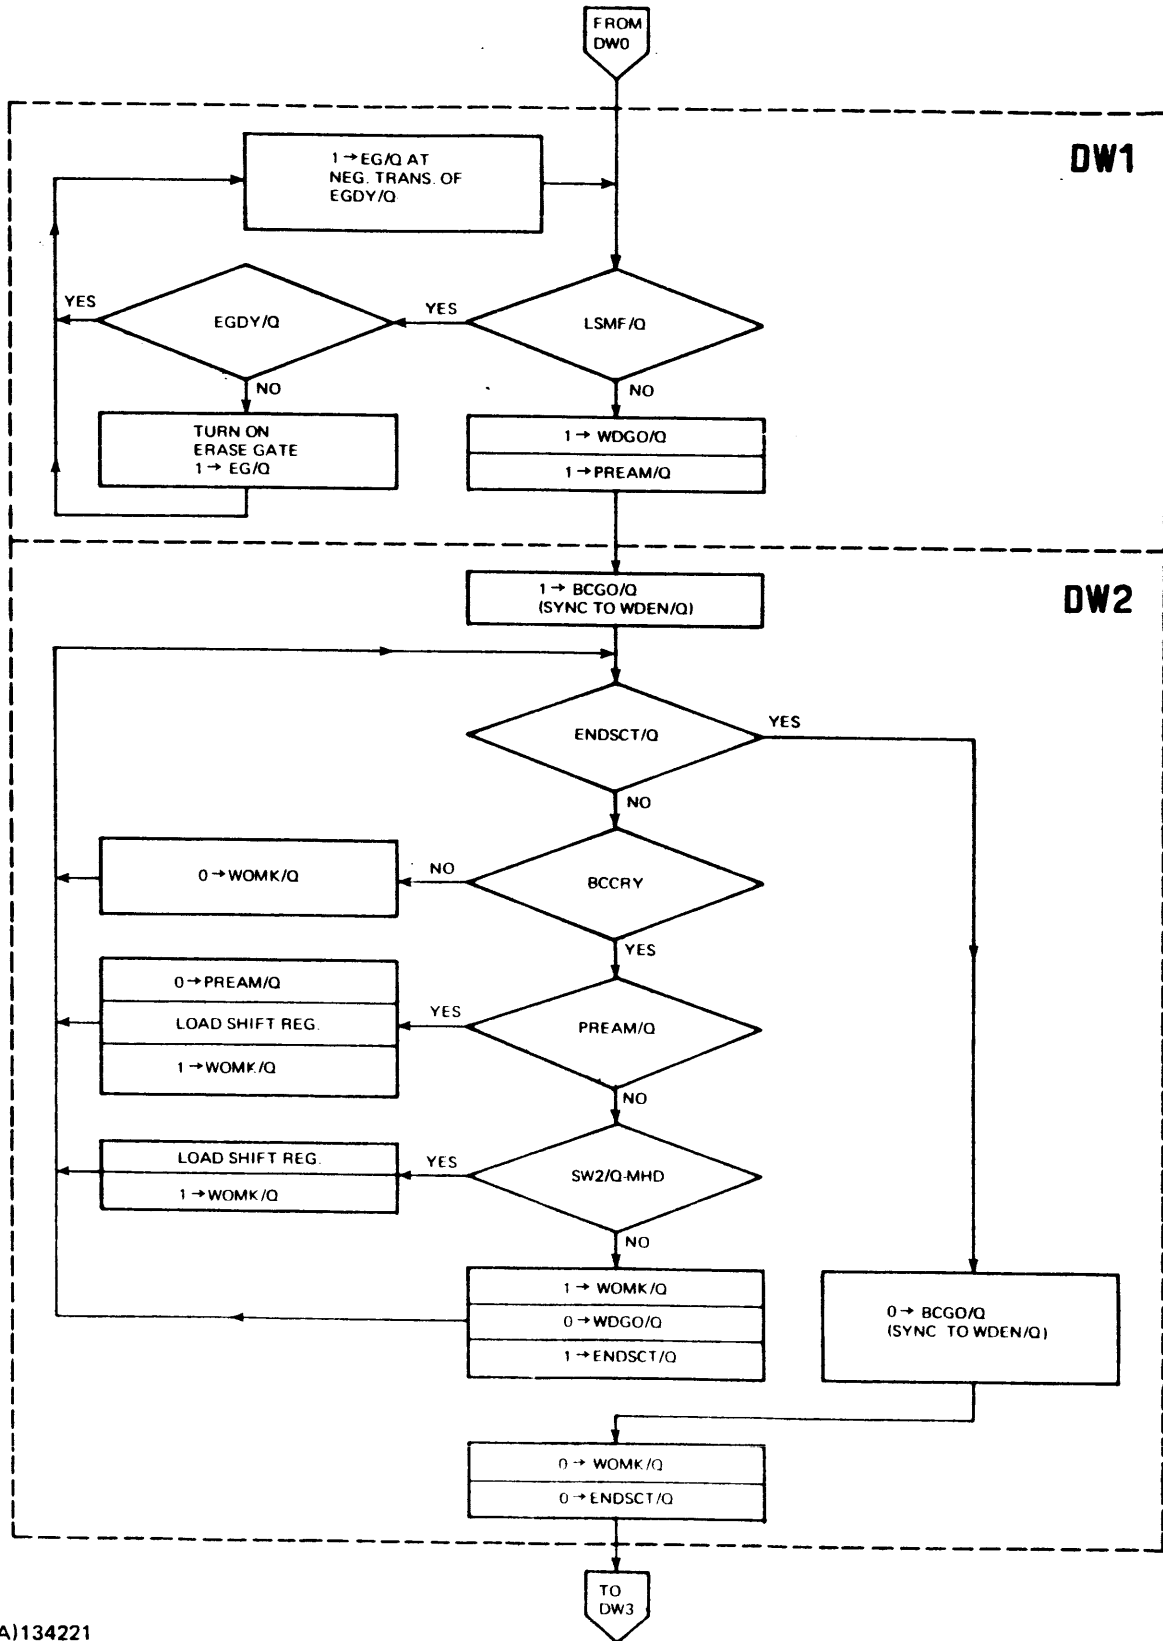 FROM
DW0
DW1
1→EG/Q AT
NEG. TRANS. OF
EGDY/Q
YES
EGDY/Q
YES
LSMF/Q
NO
NO
TURN ON
ERASE GATE
1→EG/Q
1→WDGO/Q
1→PREAM/Q
DW2
1→ BCGO/Q
(SYNC TO WDEN/Q)
ENDSCT/Q
YES
NO
0→WOMK/Q
NO
BCCRY
YES
0→PREAM/Q
LOAD SHIFT REG.
1→WOMK/Q
YES
PREAM/Q
NO
LOAD SHIFT REG.
1→WOMK/Q
YES
SW2/Q-MHD
NO
1→WOMK/Q
0→WDGO/Q
1→ENDSCT/Q
0→ BCGO/Q
(SYNC TO WDEN/Q)
0→WOMK/Q
0→ENDSCT/Q
TO
DW3
A)134221